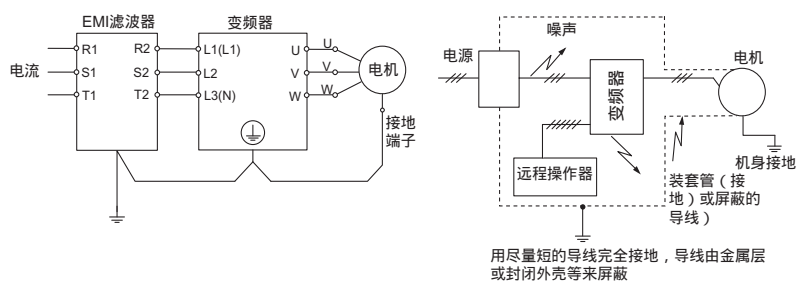 EMI滤波器
变频器
R1
R2
L1(L1)
U
U
电流
S1
S2
L2
V
V
电机
T1
T2
L3(N)
W
W
接地
端子
噪声
电源
电机
变频器
远程操作器
机身接地
装套管（接
地）或屏蔽的
导线）
用尽量短的导线完全接地，导线由金属层
或封闭外壳等来屏蔽